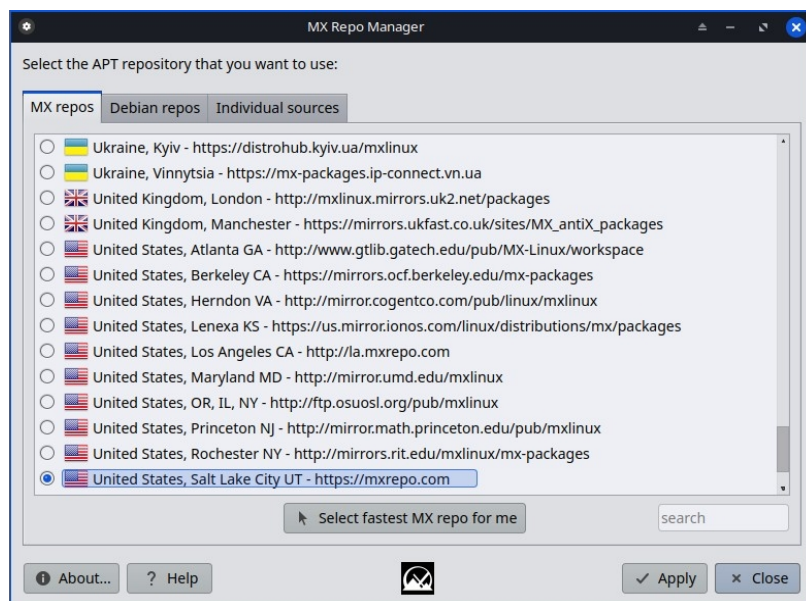 MX Repo Manager
Select the APT repository that you want to use:
MX repos Debian repos Individual sources
Ukraine, Kyiv - https://distrohub.kyiv.ua/mxlinux
Ukraine, Vinnytsia - https://mx-packages.ip-connect.vn.ua
United Kingdom, London - http://mxlinux.mirrors.uk2.net/packages
United Kingdom, Manchester - https://mirrors.ukfast.co.uk/sites/MX_antiX_packages
United States, Atlanta GA - http://www.gtlib.gatech.edu/pub/MX-Linux/workspace
United States, Berkeley CA - https://mirrors.ocf.berkeley.edu/mx-packages
United States, Herndon VA - http://mirror.cogentco.com/pub/linux/mxlinux
United States, Lenexa KS - https://us.mirror.ionos.com/linux/distributions/mx/packages
United States, Los Angeles CA - http://la.mxrepo.com
United States, Maryland MD - http://mirror.umd.edu/mxlinux
United States, OR, IL, NY - http://ftp.osuosl.org/pub/mxlinux
United States, Princeton NJ - http://mirror.math.princeton.edu/pub/mxlinux
United States, Rochester NY - http://mirrors.rit.edu/mxlinux/mx-packages
United States, Salt Lake City UT - https://mxrepo.com
Select fastest MX repo for me search
About... Help Apply Close